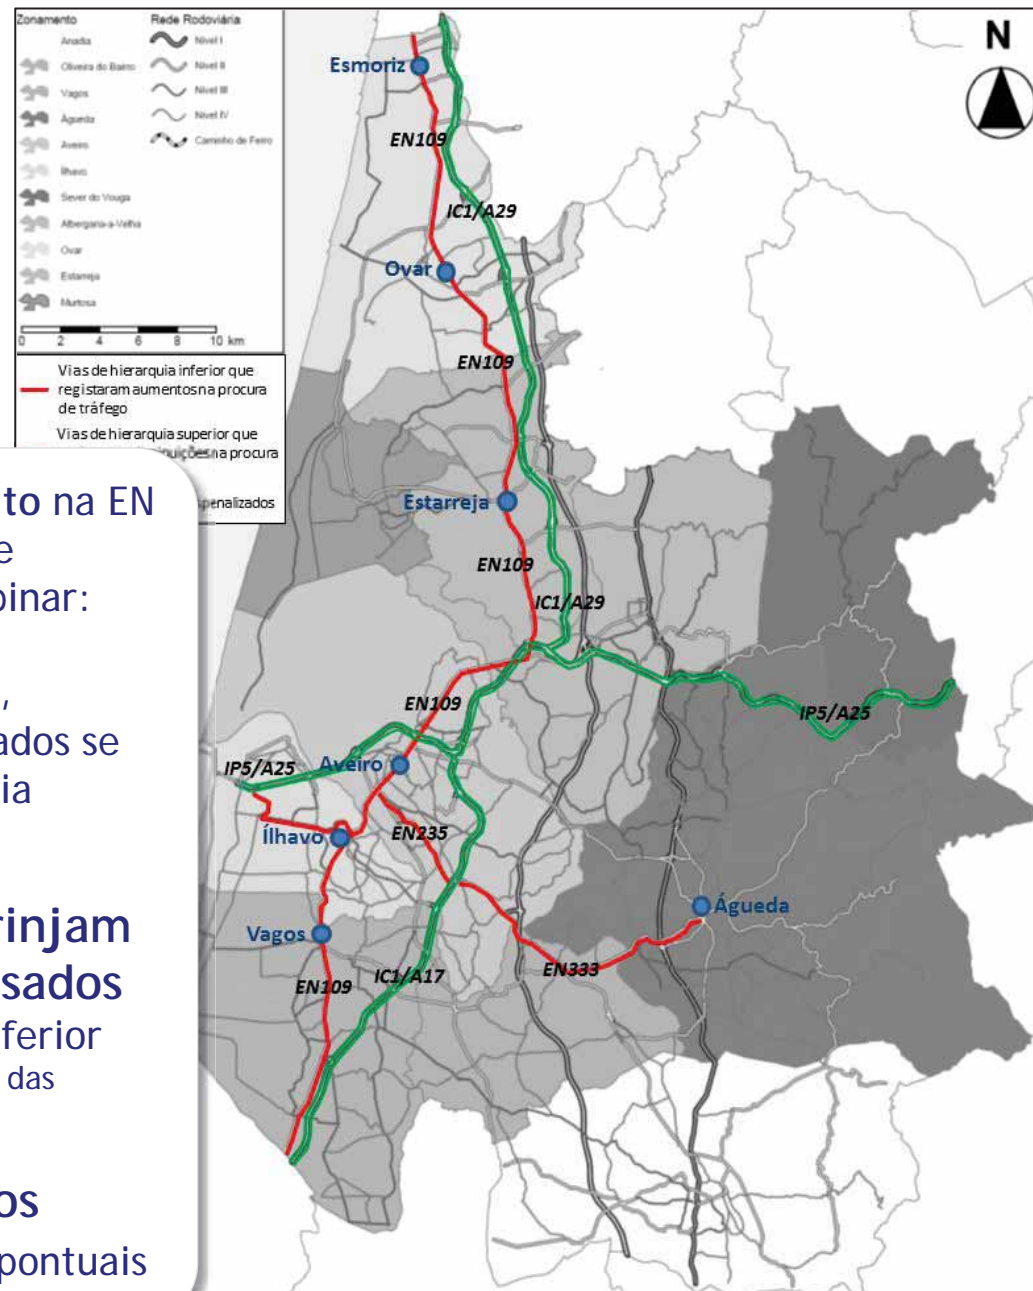 Zonamento
Anadia
Oliveira do Bairro
Vagos
Águeda
Aveiro
Ílhavo
Sever do Vouga
Albergaria-a-Velha
Ovar
Estarreja
Murtosa
Rede Rodoviária
Nível I
Nível II
Nível III
Nível IV
Caminho de Ferro
0 2 4 6 8 10 km
Vias de hierarquia inferior que
registaram aumentos na procura
de tráfego
Vias de hierarquia superior que
uições na procura
penalizados
N
Esmoriz
EN109
IC1/A29
Ovar
EN109
Estarreja
EN109
IC1/A29
EN109
IP5/A25
IP5/A25
Aveiro
EN235
Ílhavo
Águeda
Vagos
EN333
IC1/A17
EN109
to na EN
e
binar:
,
ados se
ia
rinjam
sados
ferior
das
os
pontuais